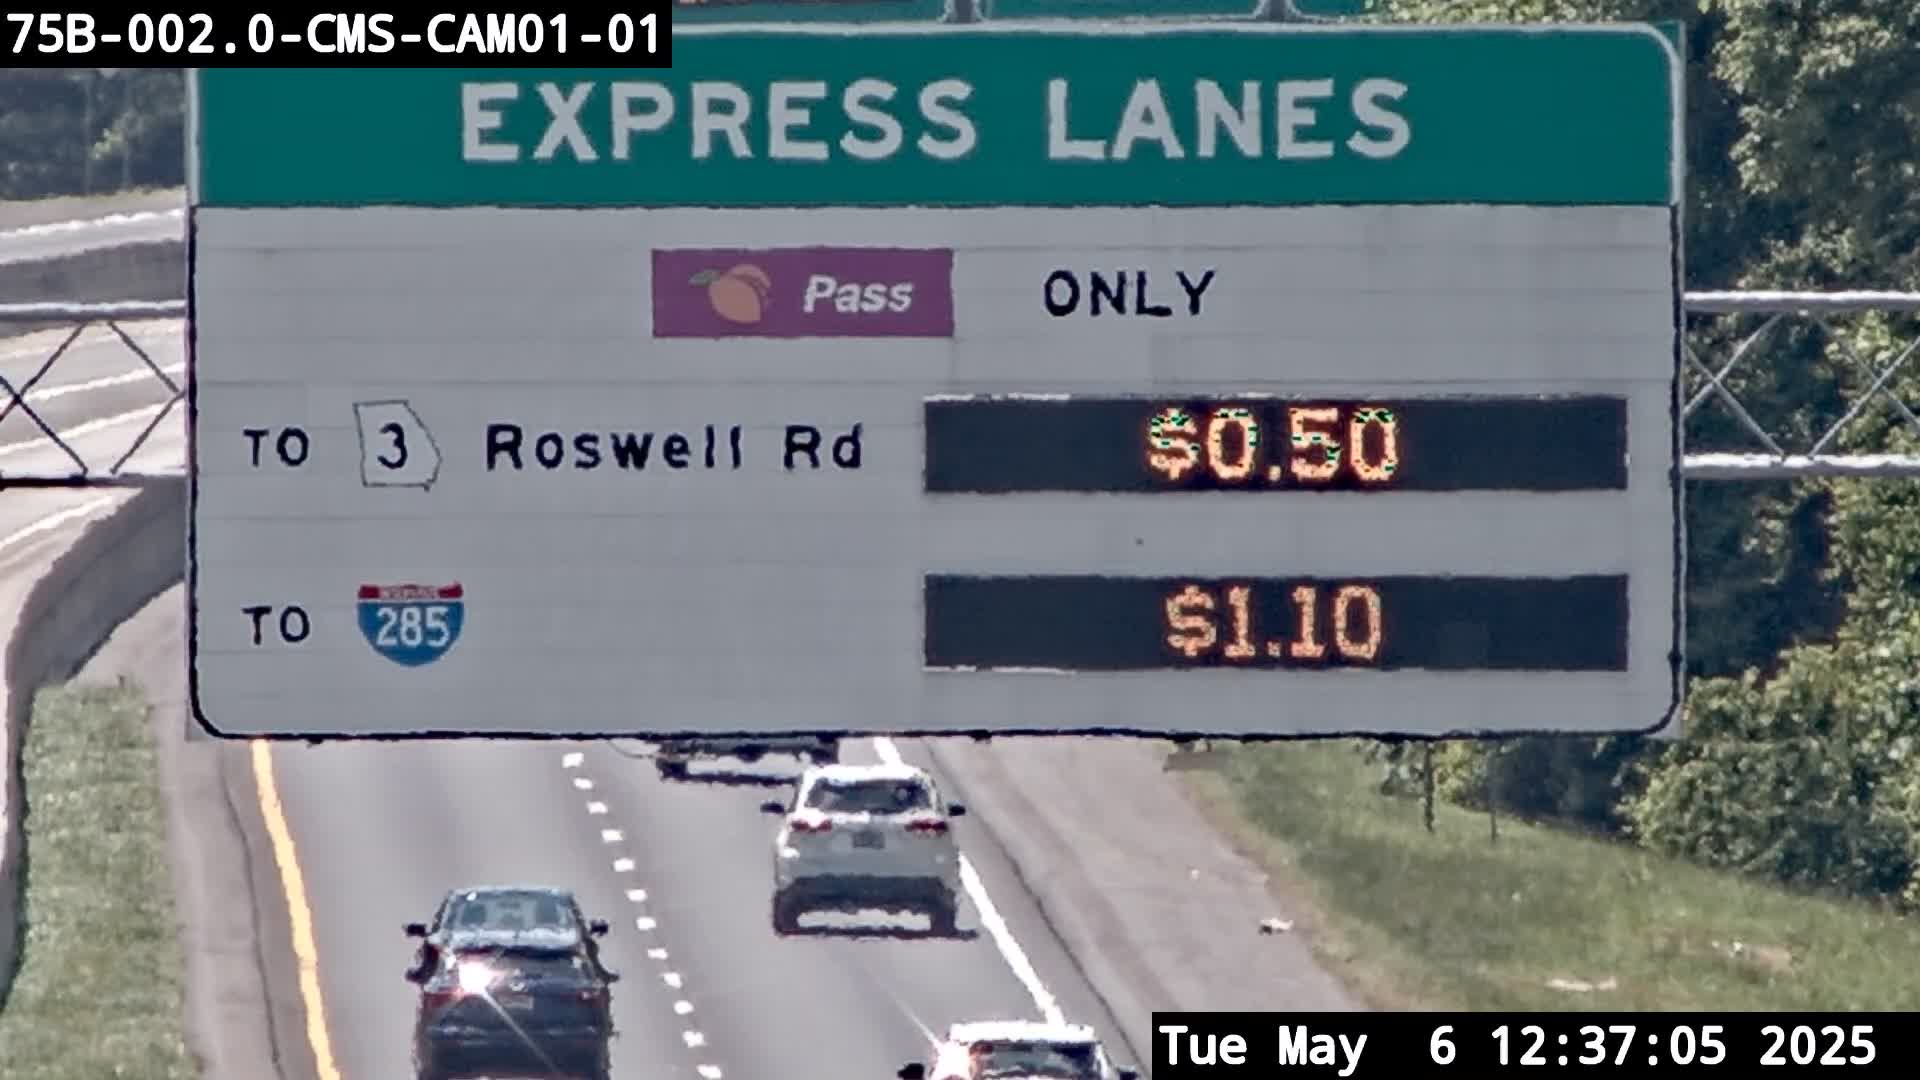 75B-002.0-CMS-CAM01-01
EXPRESS LANES
Pass ONLY
TO 3 Roswell Rd $0.50
INTERSTATE
TO 285 $1.10
Tue May 6 12:37:05 2025